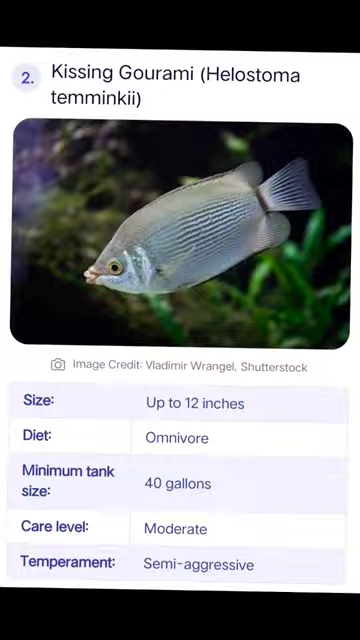 2.
Kissing Gourami (Helostoma
temminkii)
Image Credit: Vladimir Wrangel, Shutterstock
Size: Up to 12 inches
Diet: Omnivore
Minimum tank
size: 40 gallons
Care level: Moderate
Temperament: Semi-aggressive